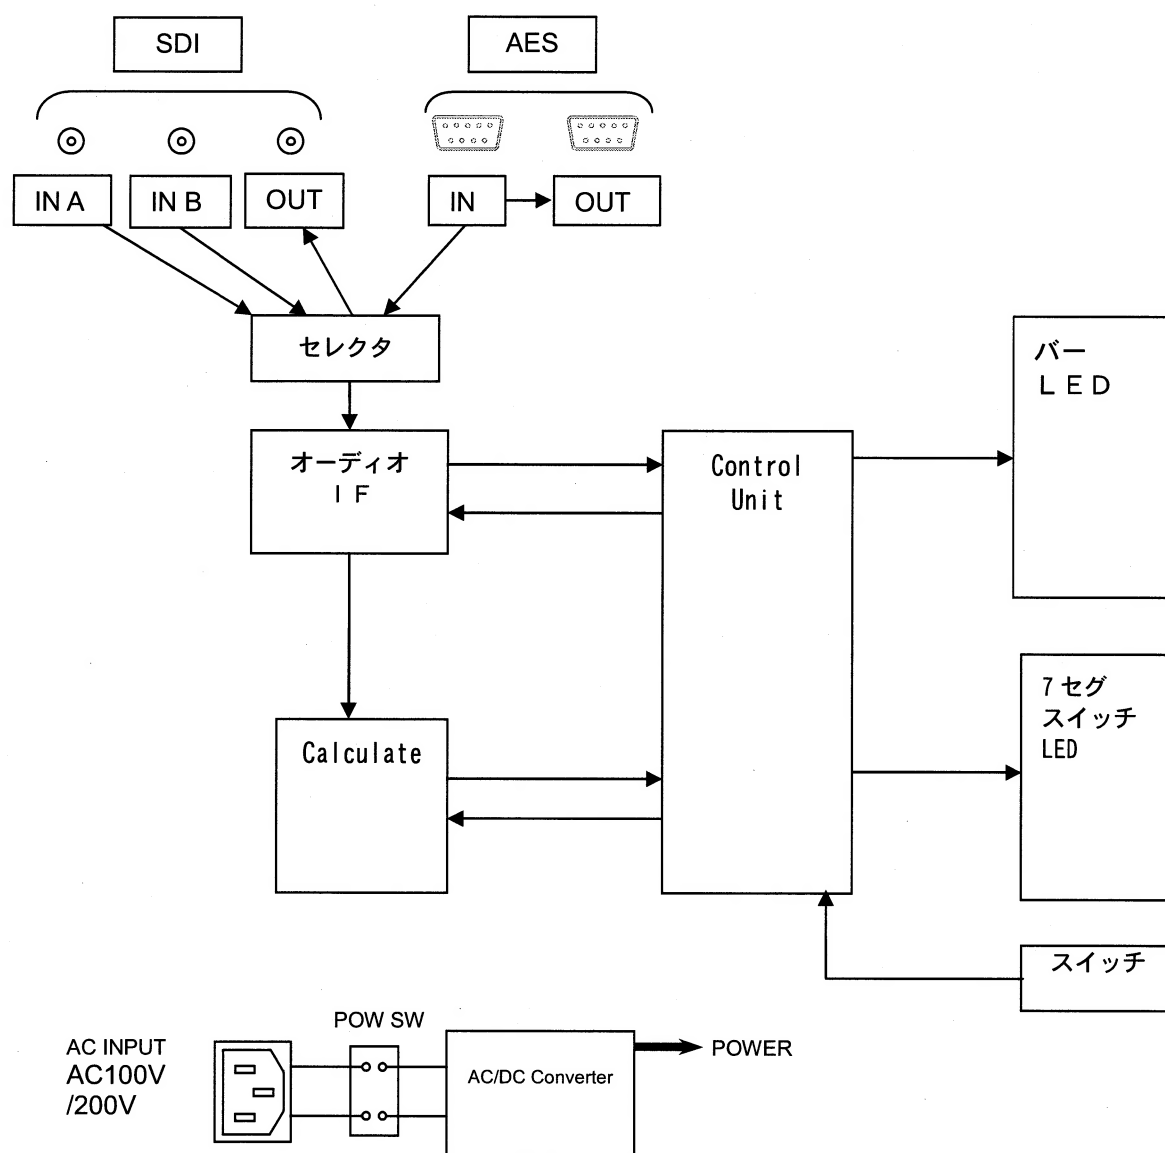 SDI
AES
IN A
IN B
OUT
IN
OUT
セレクタ
バー
ＬＥＤ
オーディオ
ＩＦ
Control
Unit
7セグ
スイッチ
LED
Calculate
スイッチ
POW SW
AC INPUT
AC100V
/200V
AC/DC Converter
POWER